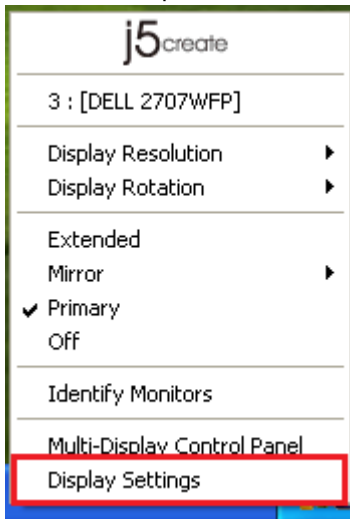 j5create
3 : [DELL 2707WFP]
Display Resolution
Display Rotation
Extended
Mirror
Primary
Off
Identify Monitors
Multi-Display Control Panel
Display Settings